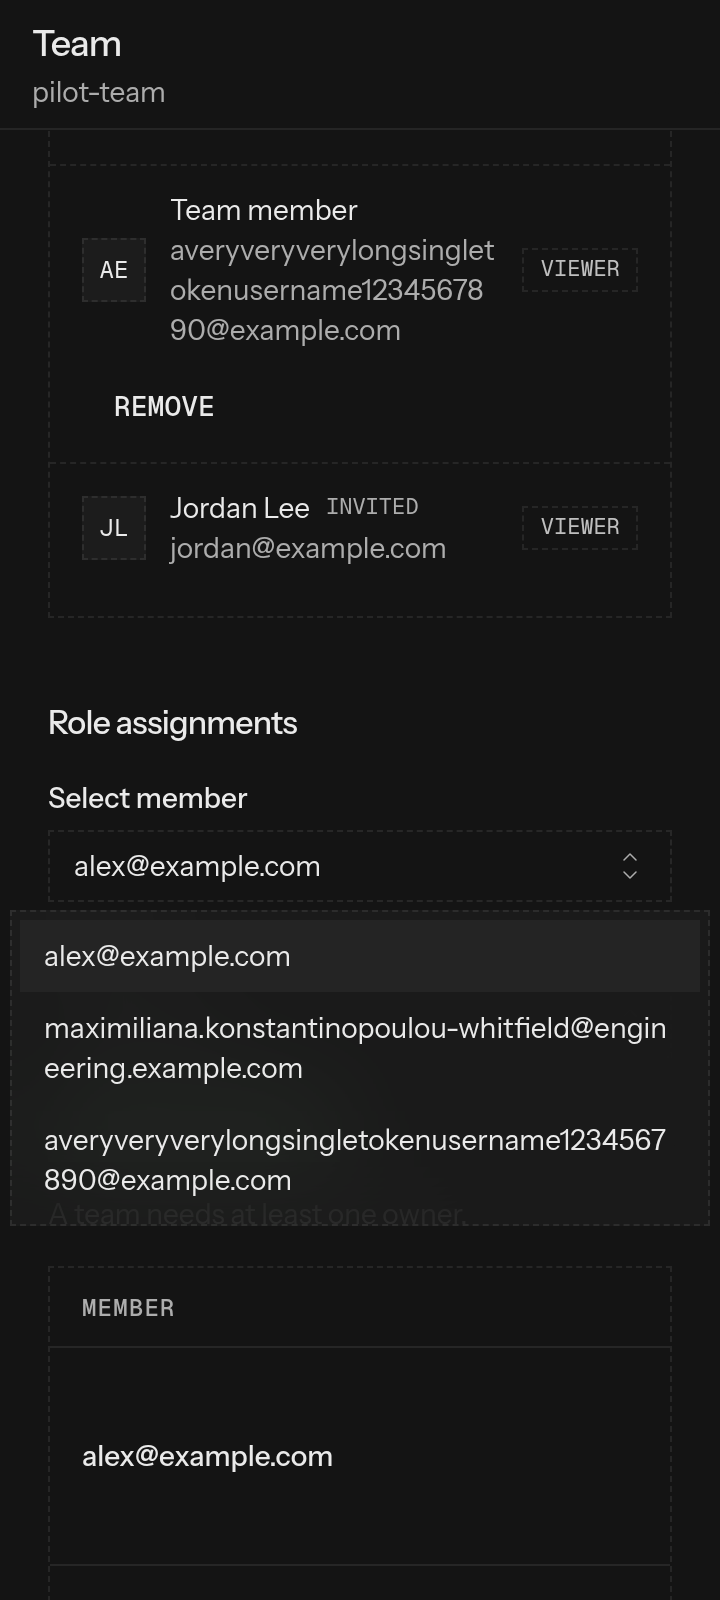 Team
pilot-team
Team member
AE
averyveryverylongsinglet
okenusername12345678
90@example.com
VIEWER
REMOVE
JL
Jordan Lee INVITED
jordan@example.com
VIEWER
Role assignments
Select member
alex@example.com
alex@example.com
maximiliana.konstantinopoulou-whitfield@engin
eering.example.com
averyveryverylongsingletokenusername1234567
890@example.com
A team needs at least one owner.
MEMBER
alex@example.com